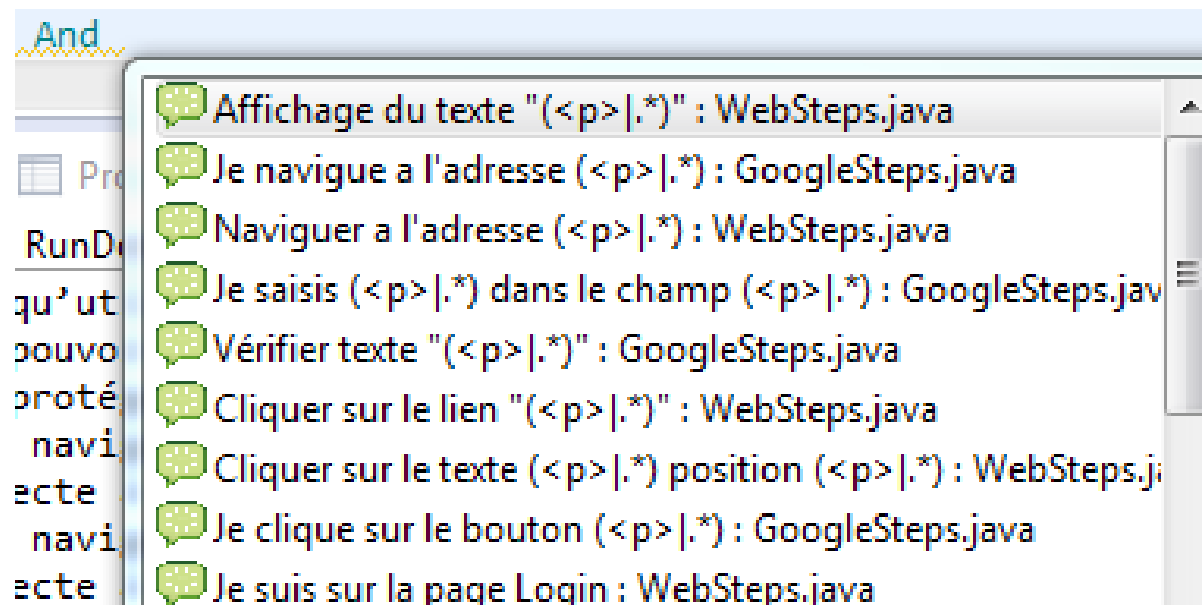 And
Affichage du texte "(<p>|.*)" : WebSteps.java
Je navigue a l'adresse (<p>|.*) : GoogleSteps.java
Naviguer a l'adresse (<p>|.*) : WebSteps.java
Je saisis (<p>|.*) dans le champ (<p>|.*) : GoogleSteps.jav
Vérifier texte "(<p>|.*)" : GoogleSteps.java
Cliquer sur le lien "(<p>|.*)" : WebSteps.java
Cliquer sur le texte (<p>|.*) position (<p>|.*) : WebSteps.j
Je clique sur le bouton (<p>|.*) : GoogleSteps.java
Je suis sur la page Login : WebSteps.java
Pro
RunD
qu’ut
pouvo
proté
navi
ecte
navi
ecte